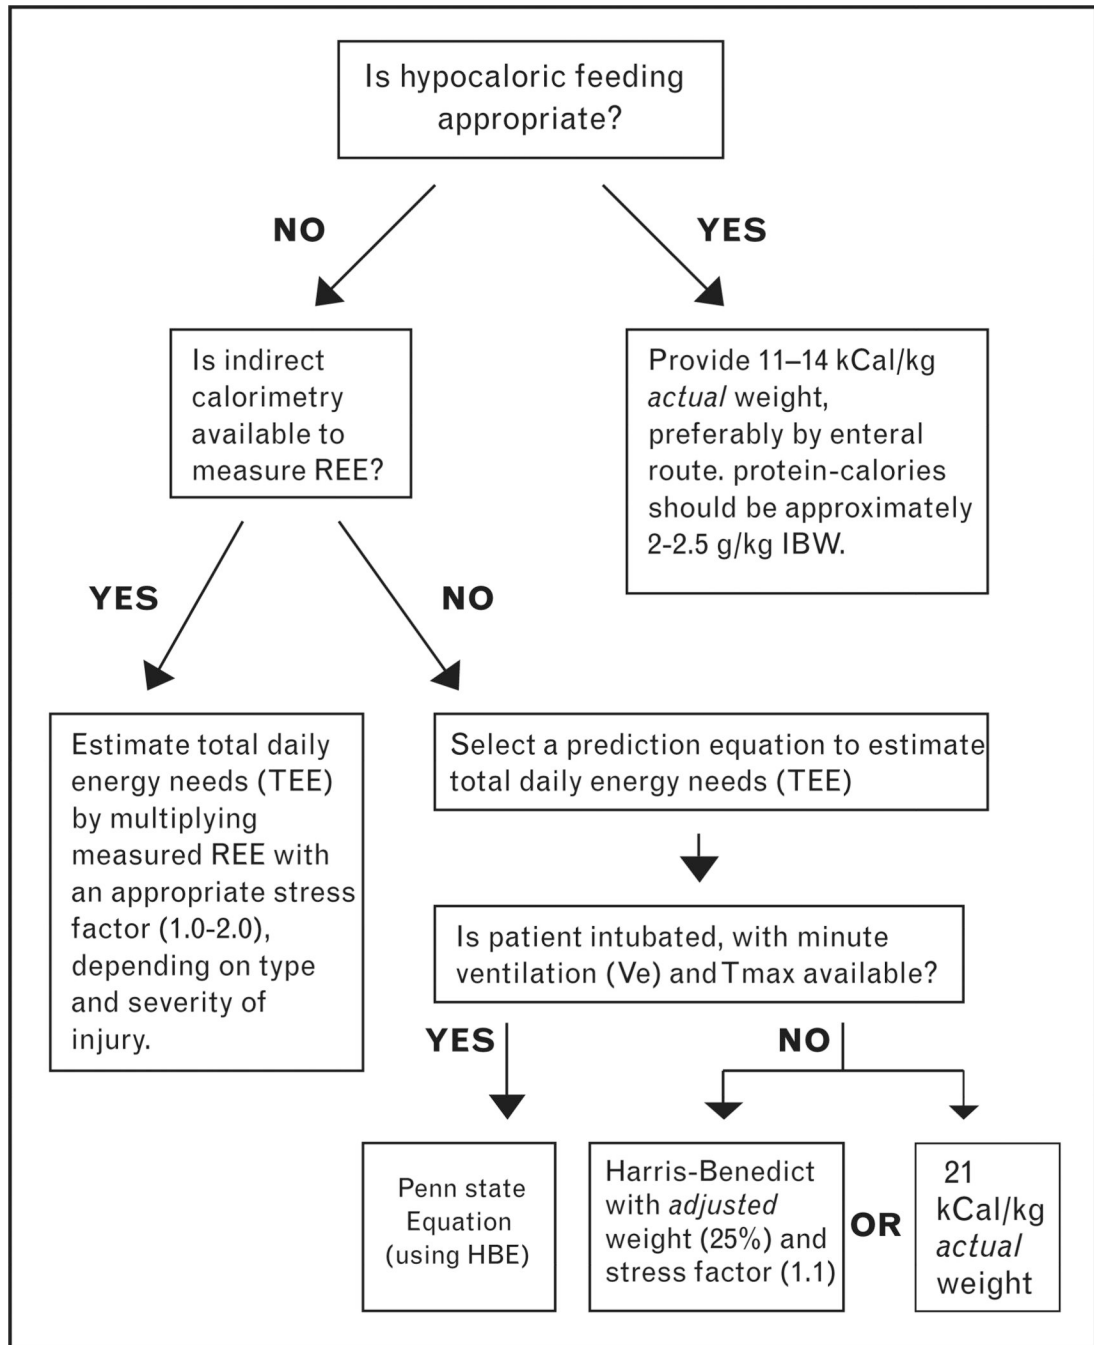 Is hypocaloric feeding
appropriate?
NO
YES
Is indirect
calorimetry
available to
measure REE?
Provide 11–14 kCal/kg
actual weight,
preferably by enteral
route. protein-calories
should be approximately
2-2.5 g/kg IBW.
YES
NO
Estimate total daily
energy needs (TEE)
by multiplying
measured REE with
an appropriate stress
factor (1.0-2.0),
depending on type
and severity of
injury.
Select a prediction equation to estimate
total daily energy needs (TEE)
Is patient intubated, with minute
ventilation (Ve) and Tmax available?
YES
NO
Penn state
Equation
(using HBE)
Harris-Benedict
with adjusted
weight (25%) and
stress factor (1.1)
OR
21
kCal/kg
actual
weight